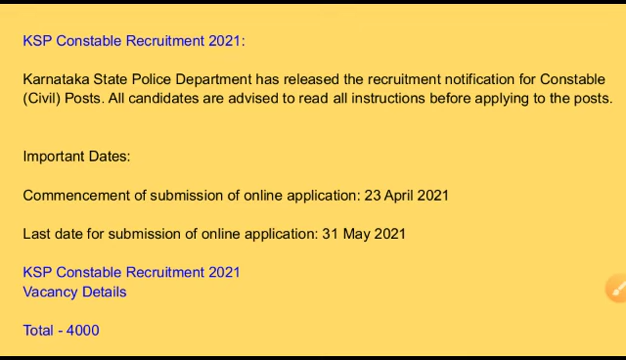 KSP Constable Recruitment 2021:
Karnataka State Police Department has released the recruitment notification for Constable
(Civil) Posts. All candidates are advised to read all instructions before applying to the posts.
Important Dates:
Commencement of submission of online application: 23 April 2021
Last date for submission of online application: 31 May 2021
KSP Constable Recruitment 2021
Vacancy Details
Total - 4000